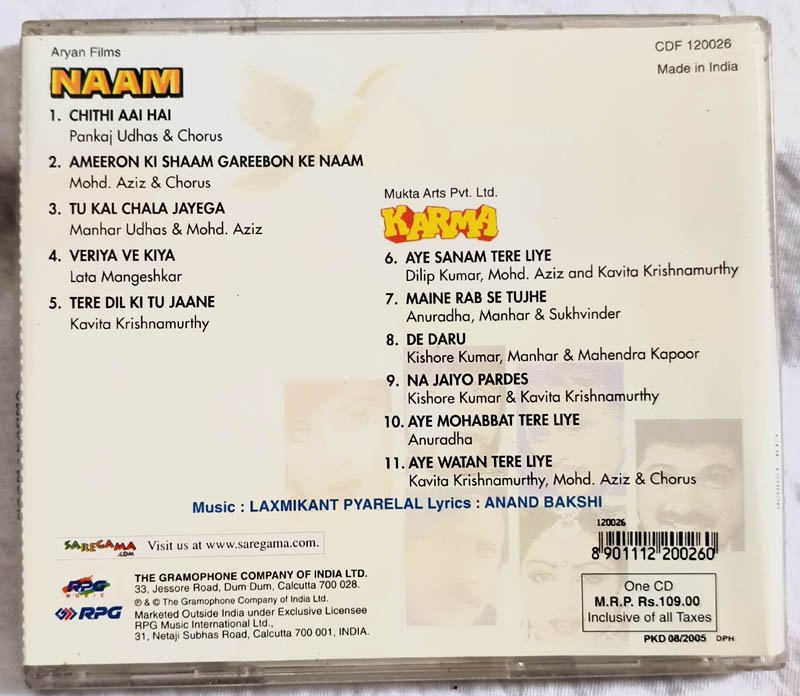 Aryan Films
NAAM
1. CHITHI AAI HAI
Pankaj Udhas & Chorus
2. AMEERON KI SHAAM GAREEBON KE NAAM
Mohd. Aziz & Chorus
3. TU KAL CHALA JAYEGA
Manhar Udhas & Mohd. Aziz
4. VERIYA VE KIYA
Lata Mangeshkar
5. TERE DIL KI TU JAANE
Kavita Krishnamurthy
CDF 120026
Made in India
Mukta Arts Pvt. Ltd.
KARMA
6. AYE SANAM TERE LIYE
Dilip Kumar, Mohd. Aziz and Kavita Krishnamurthy
7. MAINE RAB SE TUJHE
Anuradha, Manhar & Sukhvinder
8. DE DARU
Kishore Kumar, Manhar & Mahendra Kapoor
9. NA JAIYO PARDES
Kishore Kumar & Kavita Krishnamurthy
10. AYE MOHABBAT TERE LIYE
Anuradha
11. AYE WATAN TERE LIYE
Kavita Krishnamurthy, Mohd. Aziz & Chorus
Music : LAXMIKANT PYARELAL Lyrics : ANAND BAKSHI
SAREGAMA.COM Visit us at www.saregama.com.
RPG MUSIC
RPG
THE GRAMOPHONE COMPANY OF INDIA LTD.
33, Jessore Road, Dum Dum, Calcutta 700 028.
℗ & © The Gramophone Company of India Ltd.
Marketed Outside India under Exclusive Licensee
RPG Music International Ltd.,
31, Netaji Subhas Road, Calcutta 700 001, INDIA.
120026
8 901112 200260
One CD
M.R.P. Rs.109.00
Inclusive of all Taxes
PKD 08/2005 DPH